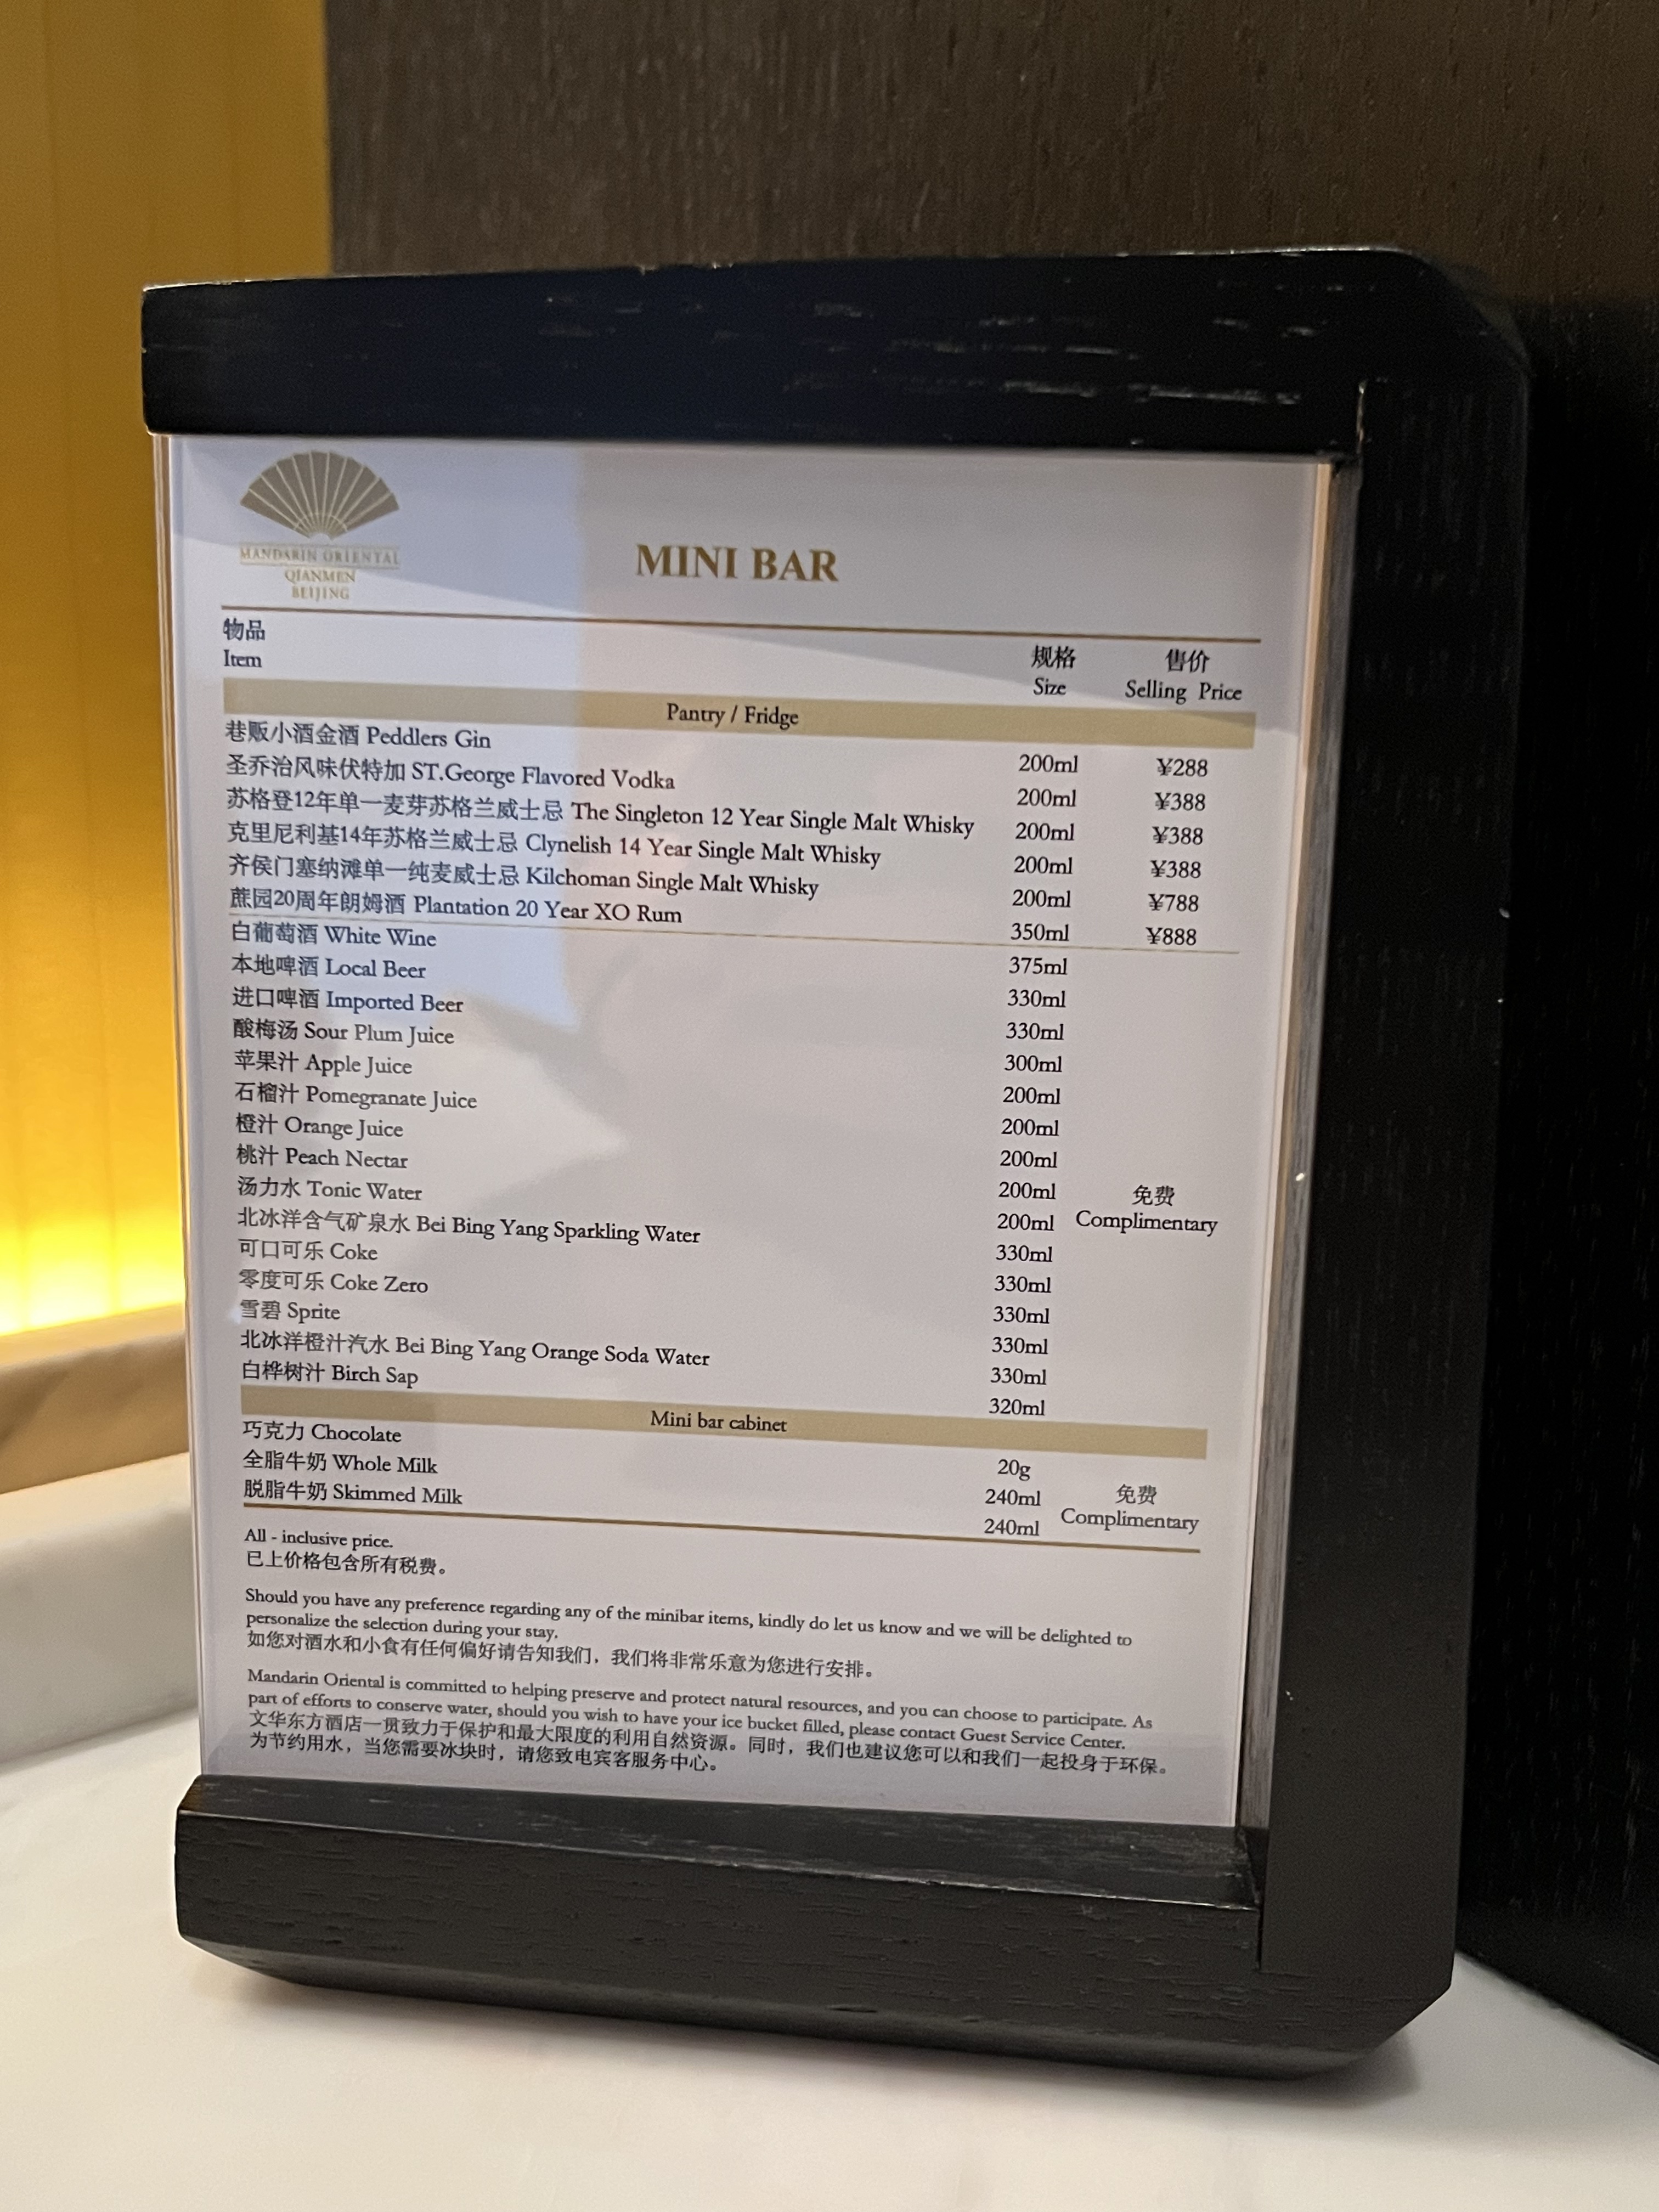 MANDARIN ORIENTAL
QIANMEN
BEIJING
MINI BAR
物品 规格 售价
Item Size Selling Price
Pantry / Fridge
巷贩小酒金酒 Peddlers Gin 200ml ¥288
圣乔治风味伏特加 ST.George Flavored Vodka 200ml ¥388
苏格登12年单一麦芽苏格兰威士忌 The Singleton 12 Year Single Malt Whisky 200ml ¥388
克里尼利基14年苏格兰威士忌 Clynelish 14 Year Single Malt Whisky 200ml ¥388
齐侯门塞纳滩单一纯麦威士忌 Kilchoman Single Malt Whisky 200ml ¥788
蔗园20周年朗姆酒 Plantation 20 Year XO Rum 350ml ¥888
白葡萄酒 White Wine 375ml
本地啤酒 Local Beer 330ml
进口啤酒 Imported Beer 330ml
酸梅汤 Sour Plum Juice 300ml
苹果汁 Apple Juice 200ml
石榴汁 Pomegranate Juice 200ml
橙汁 Orange Juice 200ml
桃汁 Peach Nectar 200ml
汤力水 Tonic Water 200ml
免费
Complimentary
北冰洋含气矿泉水 Bei Bing Yang Sparkling Water 330ml
可口可乐 Coke 330ml
零度可乐 Coke Zero 330ml
雪碧 Sprite 330ml
北冰洋橙汁汽水 Bei Bing Yang Orange Soda Water 330ml
白桦树汁 Birch Sap 320ml
Mini bar cabinet
巧克力 Chocolate 20g
全脂牛奶 Whole Milk 240ml
脱脂牛奶 Skimmed Milk 240ml
免费
Complimentary
All - inclusive price.
已上价格包含所有税费。
Should you have any preference regarding any of the minibar items, kindly do let us know and we will be delighted to
personalize the selection during your stay.
如您对酒水和小食有任何偏好请告知我们，我们将非常乐意为您进行安排。
Mandarin Oriental is committed to helping preserve and protect natural resources, and you can choose to participate. As
part of efforts to conserve water, should you wish to have your ice bucket filled, please contact Guest Service Center.
文华东方酒店一贯致力于保护和最大限度的利用自然资源。同时，我们也建议您可以和我们一起投身于环保。
为节约用水，当您需要冰块时，请您致电宾客服务中心。